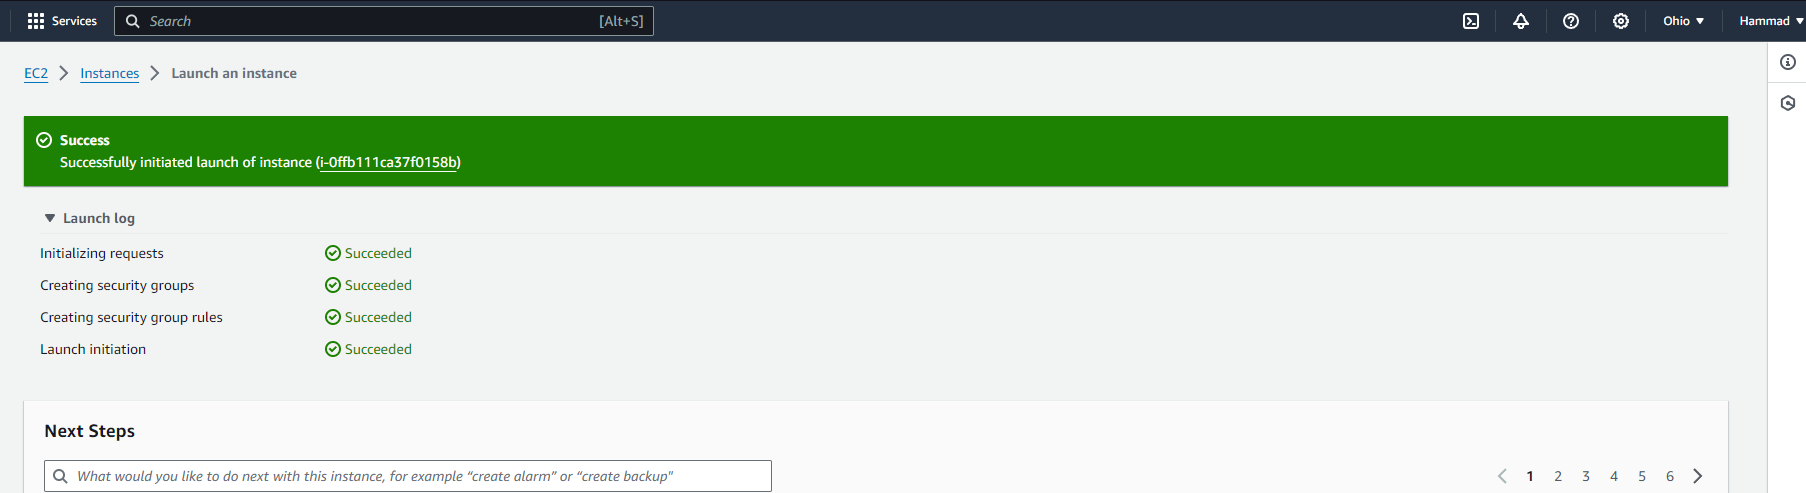 Services Search [Alt+S] Ohio ▼ Hammad ▼
EC2 > Instances > Launch an instance
Success
Successfully initiated launch of instance (i-0ffb111ca37f0158b)
▼ Launch log
Initializing requests Succeeded
Creating security groups Succeeded
Creating security group rules Succeeded
Launch initiation Succeeded
Next Steps
What would you like to do next with this instance, for example “create alarm” or “create backup" < 1 2 3 4 5 6 >